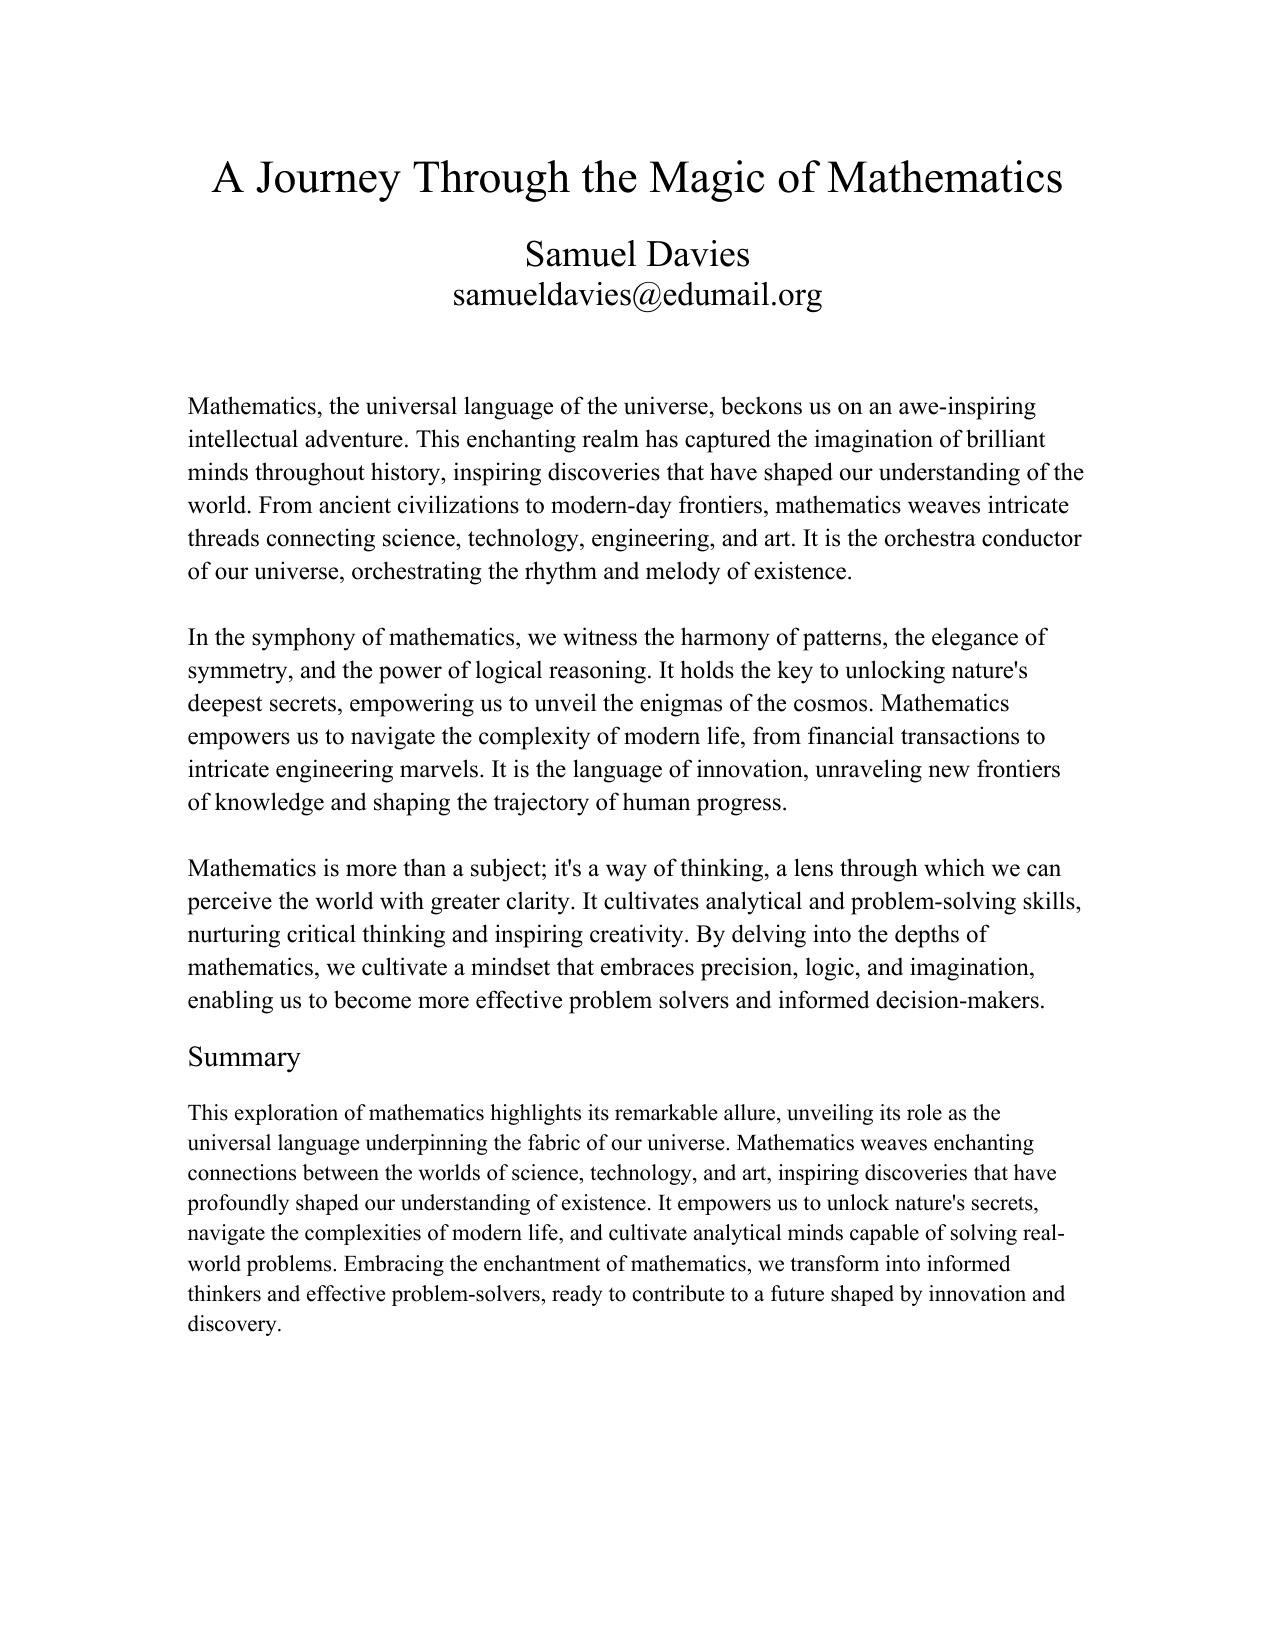 A Journey Through the Magic of Mathematics
Samuel Davies
samueldavies@edumail.org
Mathematics, the universal language of the universe, beckons us on an awe-inspiring
intellectual adventure. This enchanting realm has captured the imagination of brilliant
minds throughout history, inspiring discoveries that have shaped our understanding of the
world. From ancient civilizations to modern-day frontiers, mathematics weaves intricate
threads connecting science, technology, engineering, and art. It is the orchestra conductor
of our universe, orchestrating the rhythm and melody of existence.
In the symphony of mathematics, we witness the harmony of patterns, the elegance of
symmetry, and the power of logical reasoning. It holds the key to unlocking nature's
deepest secrets, empowering us to unveil the enigmas of the cosmos. Mathematics
empowers us to navigate the complexity of modern life, from financial transactions to
intricate engineering marvels. It is the language of innovation, unraveling new frontiers
of knowledge and shaping the trajectory of human progress.
Mathematics is more than a subject; it's a way of thinking, a lens through which we can
perceive the world with greater clarity. It cultivates analytical and problem-solving skills,
nurturing critical thinking and inspiring creativity. By delving into the depths of
mathematics, we cultivate a mindset that embraces precision, logic, and imagination,
enabling us to become more effective problem solvers and informed decision-makers.
Summary
This exploration of mathematics highlights its remarkable allure, unveiling its role as the
universal language underpinning the fabric of our universe. Mathematics weaves enchanting
connections between the worlds of science, technology, and art, inspiring discoveries that have
profoundly shaped our understanding of existence. It empowers us to unlock nature's secrets,
navigate the complexities of modern life, and cultivate analytical minds capable of solving real-
world problems. Embracing the enchantment of mathematics, we transform into informed
thinkers and effective problem-solvers, ready to contribute to a future shaped by innovation and
discovery.